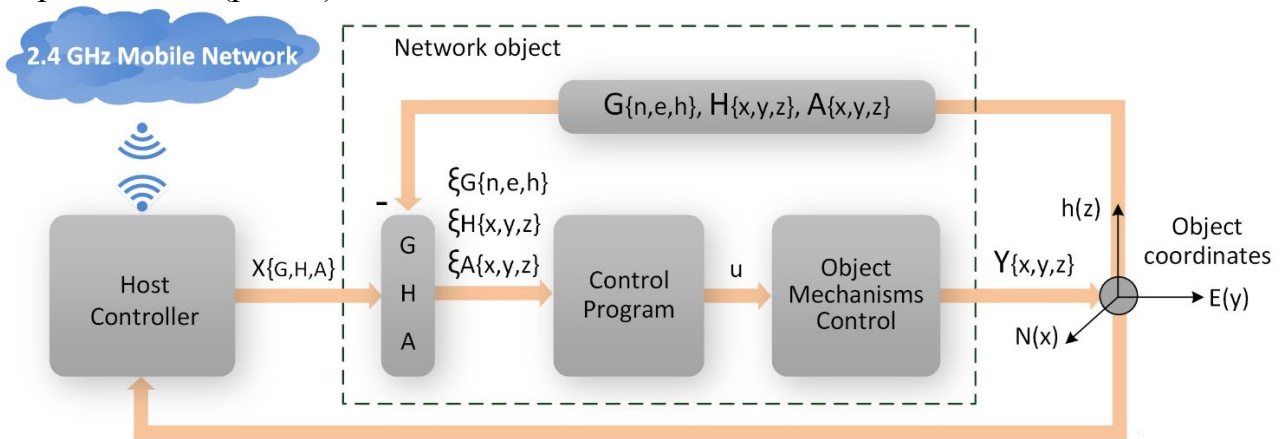 2.4 GHz Mobile Network
Network object
G{n,e,h}, H{x,y,z}, A{x,y,z}
-
ξG{n,e,h}
ξH{x,y,z}
ξA{x,y,z}
Host
Controller
X{G,H,A}
G
H
A
Control
Program
u
Object
Mechanisms
Control
Y{x,y,z}
h(z)
Object
coordinates
E(y)
N(x)